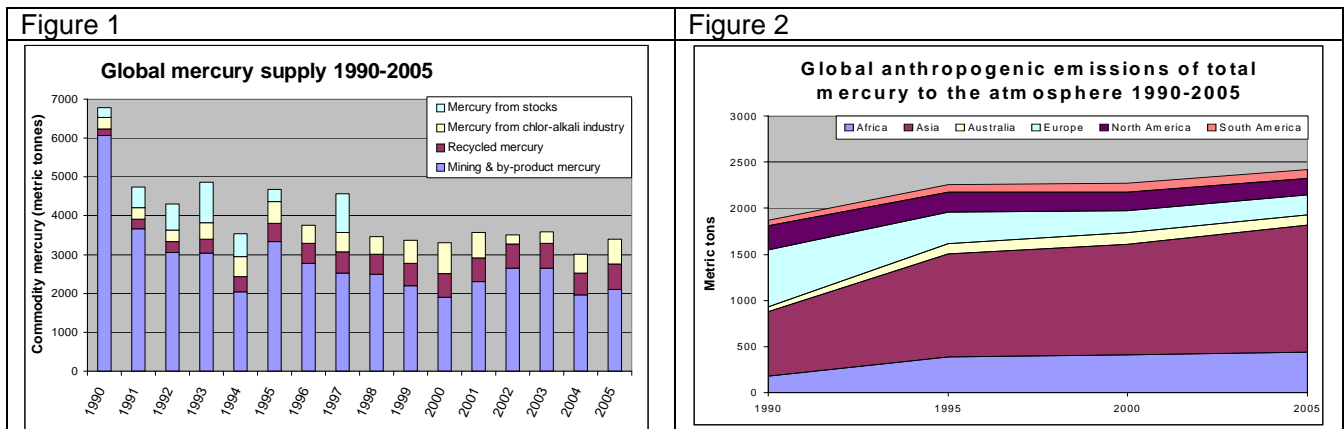 Figure 1
Global mercury supply 1990-2005
Commodity mercury (metric tonnes)
7000
6000
5000
4000
3000
2000
1000
0
Mercury from stocks
Mercury from chlor-alkali industry
Recycled mercury
Mining & by-product mercury
1990
1991
1992
1993
1994
1995
1996
1997
1998
1999
2000
2001
2002
2003
2004
2005
Figure 2
Global anthropogenic emissions of total
mercury to the atmosphere 1990-2005
Metric tons
3000
2500
2000
1500
1000
500
0
Africa Asia Australia Europe North America South America
1990 1995 2000 2005